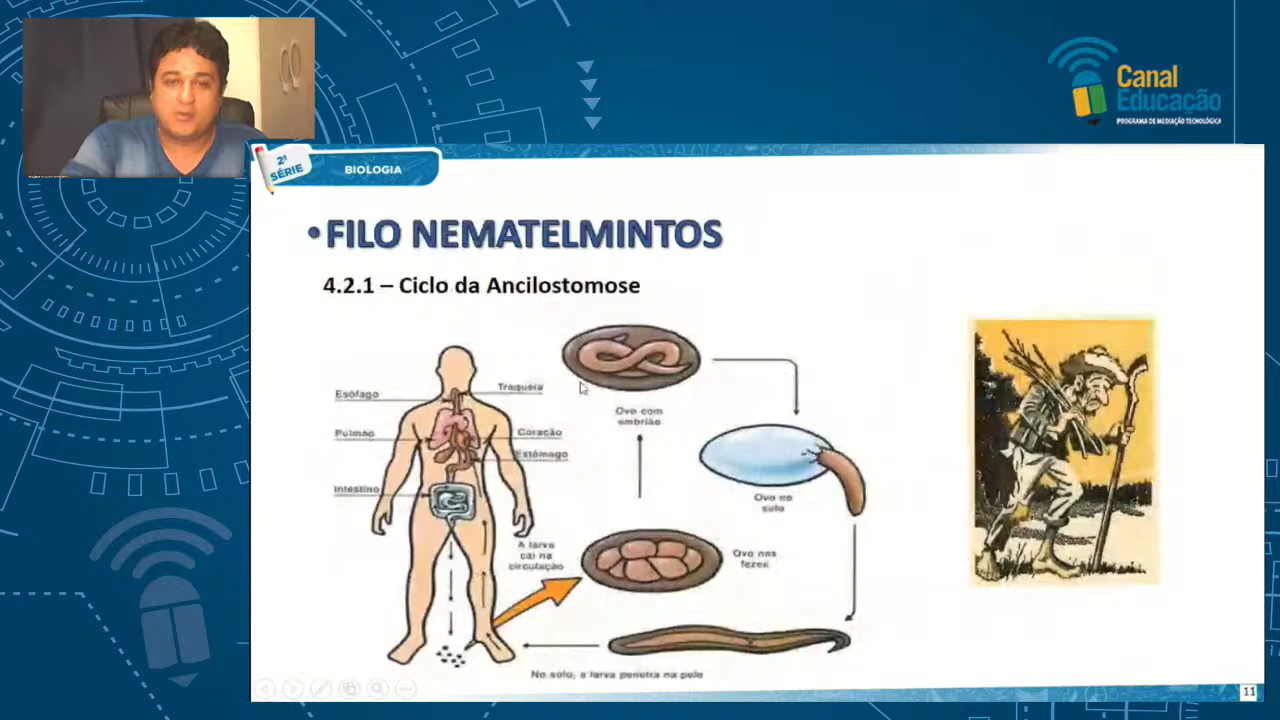 Canal
Educação
PROGRAMA DE MEDIAÇÃO TECNOLÓGICA
2ª
SÉRIE
BIOLOGIA
• FILO NEMATELMINTOS
4.2.1 – Ciclo da Ancilostomose
Esôfago
Traqueia
Pulmão
Coração
Estômago
Intestino
Ovo com
embrião
Ovo no
solo
A larva
cai na
circulação
Ovo nas
fezes
No solo, a larva penetra na pele
11